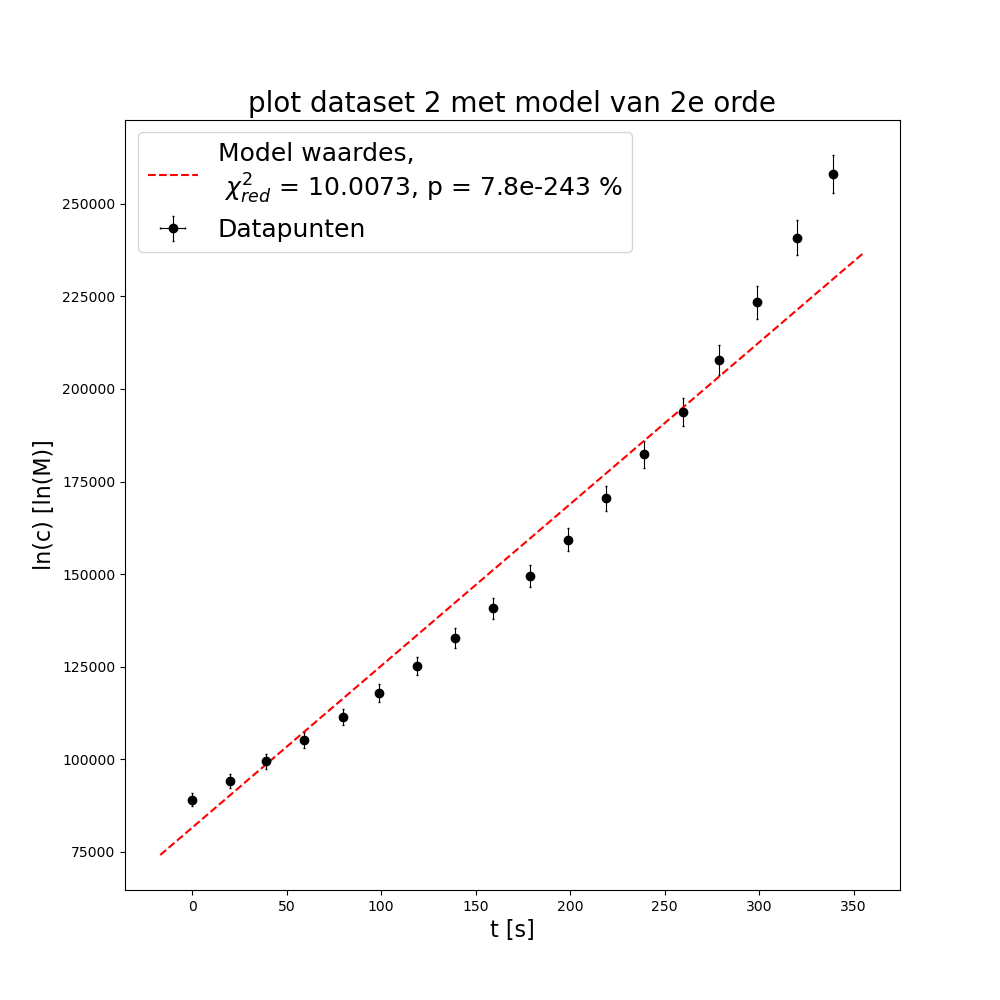 plot dataset 2 met model van 2e orde
Model waardes,
χ²_red = 10.0073, p = 7.8e-243 %
Datapunten
250000
225000
200000
175000
150000
125000
100000
75000
ln(c) [ln(M)]
0 50 100 150 200 250 300 350
t [s]